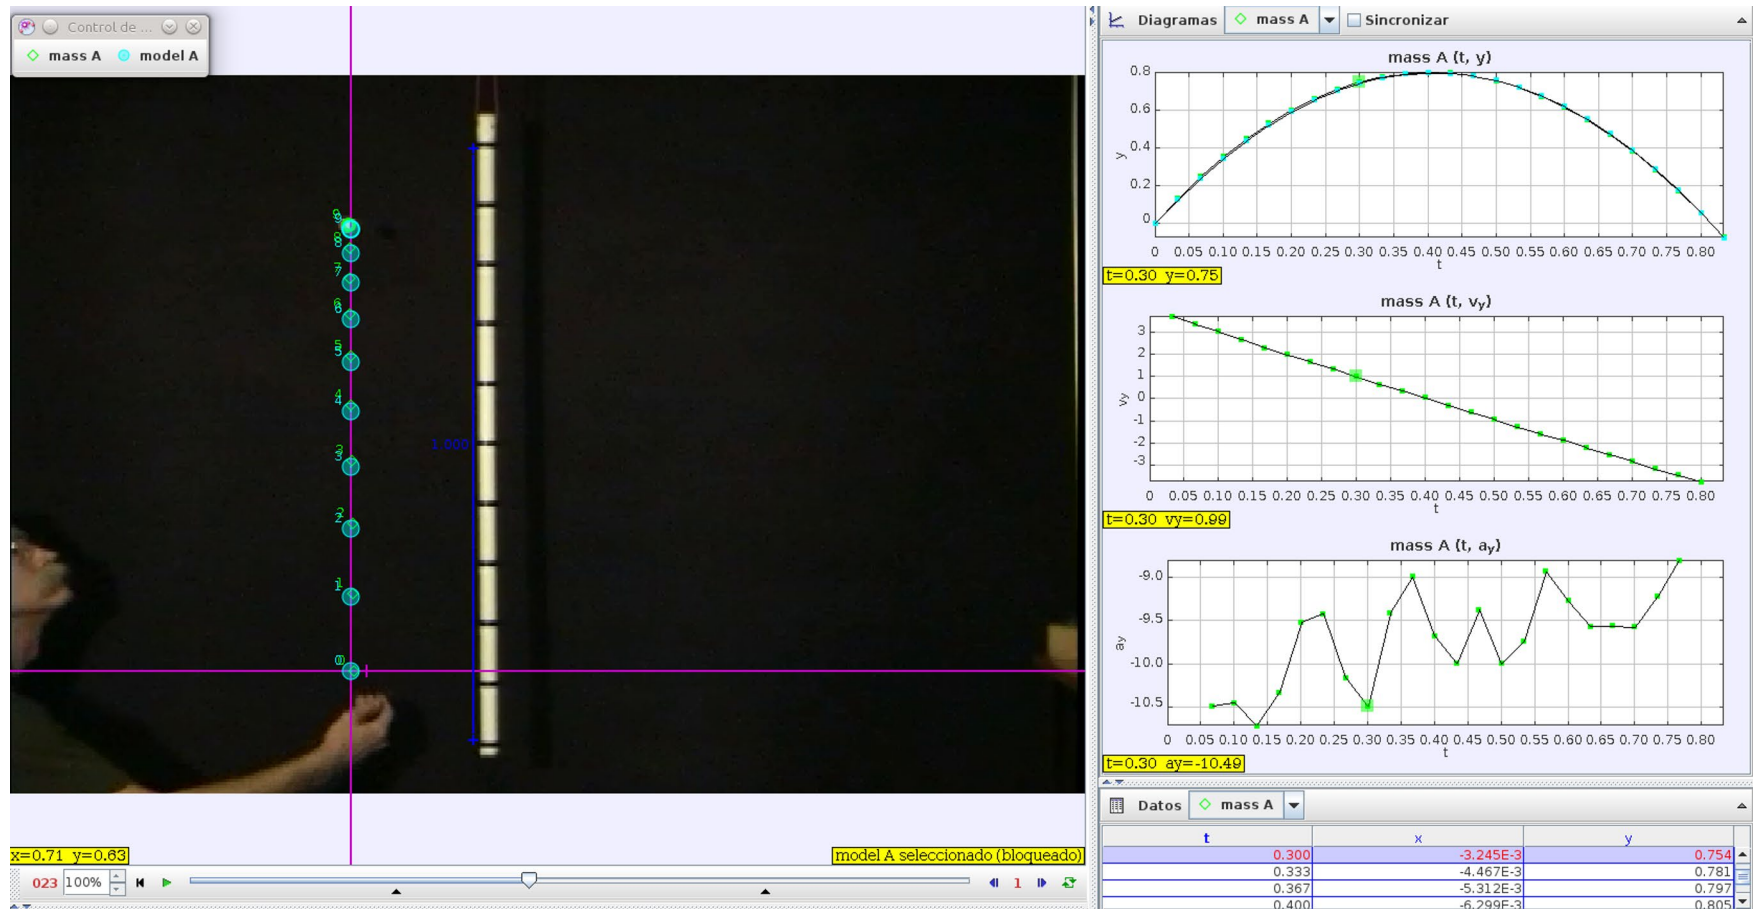 Control de ...
mass A
model A
1.000
x=0.71 y=0.63
model A seleccionado (bloqueado)
023
100%
1
Diagramas
mass A
Sincronizar
mass A (t, y)
0.8
0.6
0.4
0.2
0
y
0 0.05 0.10 0.15 0.20 0.25 0.30 0.35 0.40 0.45 0.50 0.55 0.60 0.65 0.70 0.75 0.80
t
t=0.30 y=0.75
mass A (t, vy)
3
2
1
0
-1
-2
-3
vy
0 0.05 0.10 0.15 0.20 0.25 0.30 0.35 0.40 0.45 0.50 0.55 0.60 0.65 0.70 0.75 0.80
t
t=0.30 vy=0.99
mass A (t, ay)
-9.0
-9.5
-10.0
-10.5
ay
0 0.05 0.10 0.15 0.20 0.25 0.30 0.35 0.40 0.45 0.50 0.55 0.60 0.65 0.70 0.75 0.80
t
t=0.30 ay=-10.49
Datos
mass A
t x y
0.300 -3.245E-3 0.754
0.333 -4.467E-3 0.781
0.367 -5.312E-3 0.797
0.400 -6.299E-3 0.805